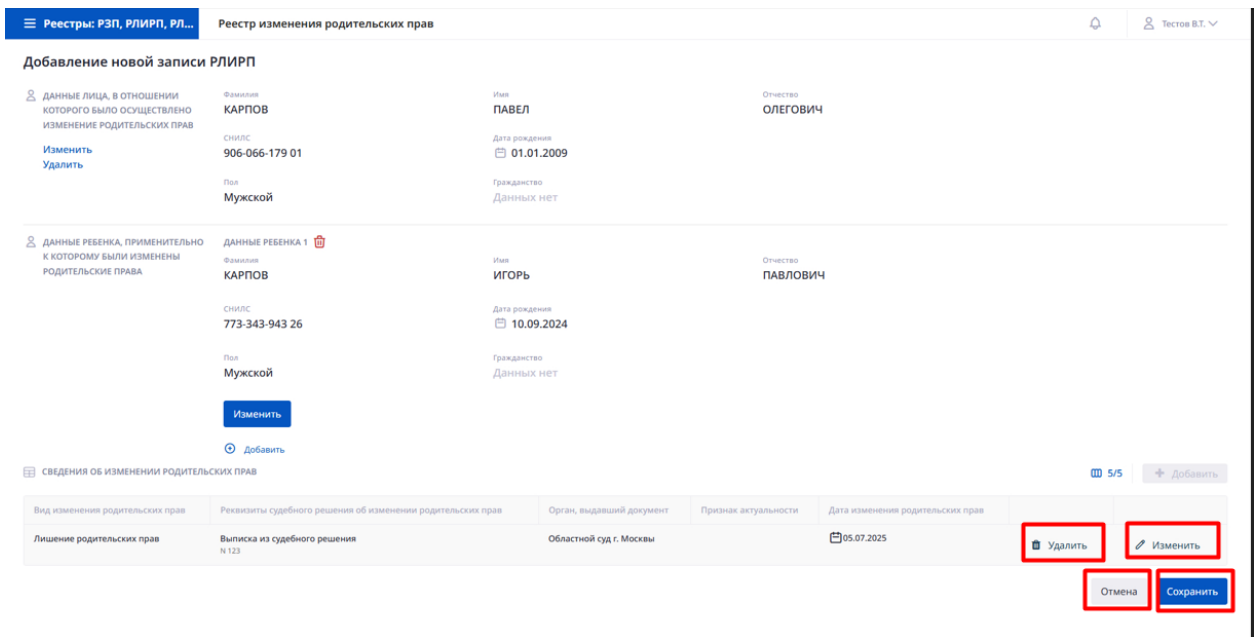 Реестры: РЗП, РЛИРП, РЛ...
Реестр изменения родительских прав
Тестов В.Т.
Добавление новой записи РЛИРП
ДАННЫЕ ЛИЦА, В ОТНОШЕНИИ
КОТОРОГО БЫЛО ОСУЩЕСТВЛЕНО
ИЗМЕНЕНИЕ РОДИТЕЛЬСКИХ ПРАВ
Изменить
Удалить
Фамилия
КАРПОВ
Имя
ПАВЕЛ
Отчество
ОЛЕГОВИЧ
СНИЛС
906-066-179 01
Дата рождения
01.01.2009
Пол
Мужской
Гражданство
Данных нет
ДАННЫЕ РЕБЕНКА, ПРИМЕНИТЕЛЬНО
К КОТОРОМУ БЫЛИ ИЗМЕНЕНЫ
РОДИТЕЛЬСКИЕ ПРАВА
ДАННЫЕ РЕБЕНКА 1
Фамилия
КАРПОВ
Имя
ИГОРЬ
Отчество
ПАВЛОВИЧ
СНИЛС
773-343-943 26
Дата рождения
10.09.2024
Пол
Мужской
Гражданство
Данных нет
Изменить
Добавить
СВЕДЕНИЯ ОБ ИЗМЕНЕНИИ РОДИТЕЛЬСКИХ ПРАВ
5/5
Добавить
Вид изменения родительских прав
Реквизиты судебного решения об изменении родительских прав
Орган, выдавший документ
Признак актуальности
Дата изменения родительских прав
Лишение родительских прав
Выписка из судебного решения
N 123
Областной суд г. Москвы
05.07.2025
Удалить
Изменить
Отмена
Сохранить